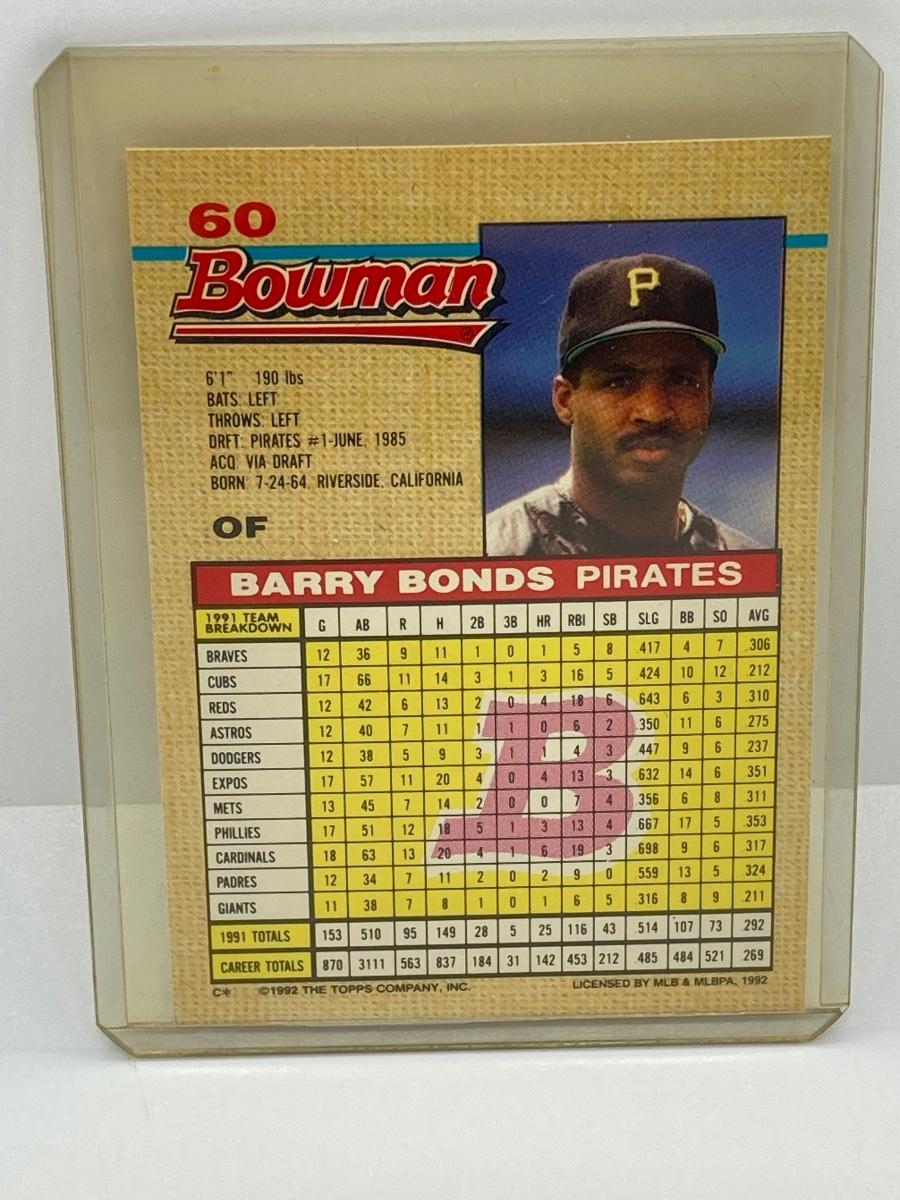 60
Bowman®
P
6'1" 190 lbs
BATS: LEFT
THROWS: LEFT
DRFT: PIRATES #1-JUNE, 1985
ACQ: VIA DRAFT
BORN: 7-24-64, RIVERSIDE, CALIFORNIA
OF
BARRY BONDS PIRATES
1991 TEAM BREAKDOWN G AB R H 2B 3B HR RBI SB SLG BB SO AVG
BRAVES 12 36 9 11 1 0 1 5 8 .417 4 7 .306
CUBS 17 66 11 14 3 1 3 16 5 .424 10 12 .212
REDS 12 42 6 13 2 0 4 18 6 .643 6 3 .310
ASTROS 12 40 7 11 1 1 0 6 2 .350 11 6 .275
DODGERS 12 38 5 9 3 1 1 4 3 .447 9 6 .237
EXPOS 17 57 11 20 4 0 4 13 3 .632 14 6 .351
METS 13 45 7 14 2 0 0 7 4 .356 6 8 .311
PHILLIES 17 51 12 18 5 1 3 13 4 .667 17 5 .353
CARDINALS 18 63 13 20 4 1 6 19 3 .698 9 6 .317
PADRES 12 34 7 11 2 0 2 9 0 .559 13 5 .324
GIANTS 11 38 7 8 1 0 1 6 5 .316 8 9 .211
1991 TOTALS 153 510 95 149 28 5 25 116 43 .514 107 73 .292
CAREER TOTALS 870 3111 563 837 184 31 142 453 212 .485 484 521 .269
B
C* ©1992 THE TOPPS COMPANY, INC. LICENSED BY MLB & MLBPA, 1992